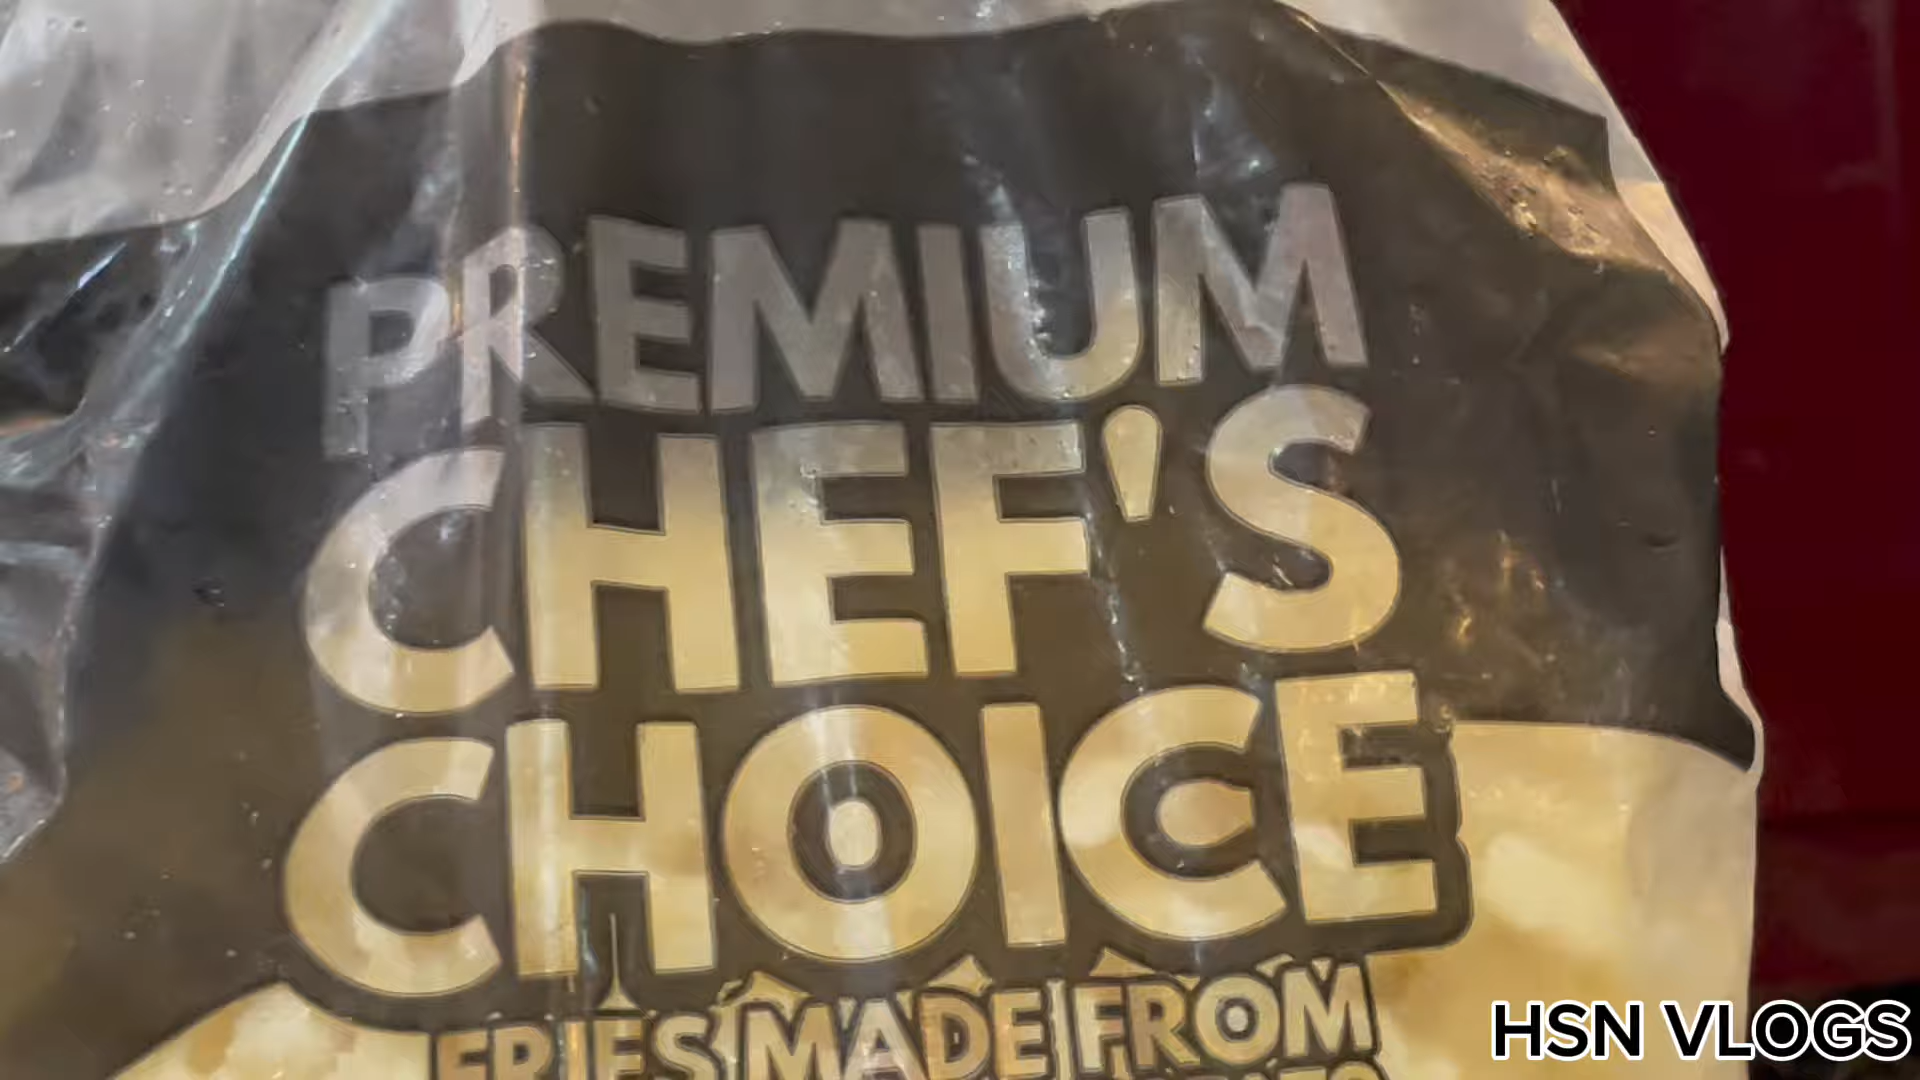 PREMIUM
CHEF'S
CHOICE
FRIES MADE FROM
HSN VLOGS